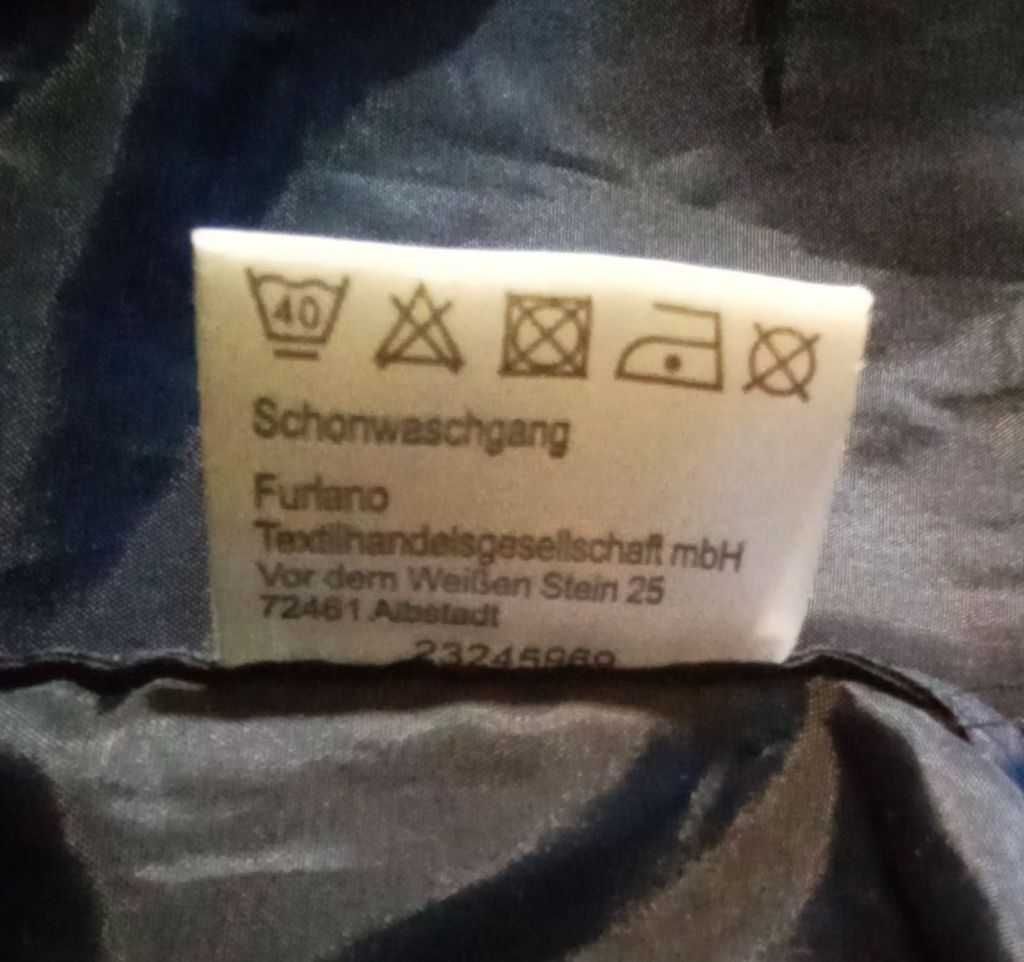 40
Schonwaschgang
Furlano
Textilhandelsgesellschaft mbH
Vor dem Weißen Stein 25
72461 Albstadt